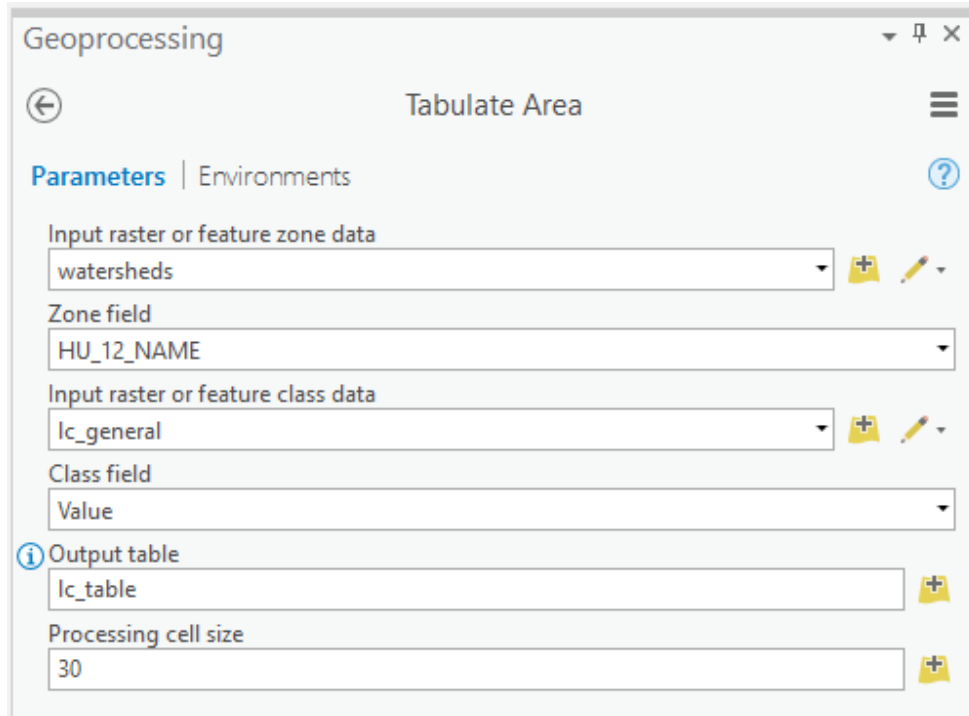 Geoprocessing
Tabulate Area
Parameters | Environments
Input raster or feature zone data
watersheds
Zone field
HU_12_NAME
Input raster or feature class data
lc_general
Class field
Value
Output table
lc_table
Processing cell size
30